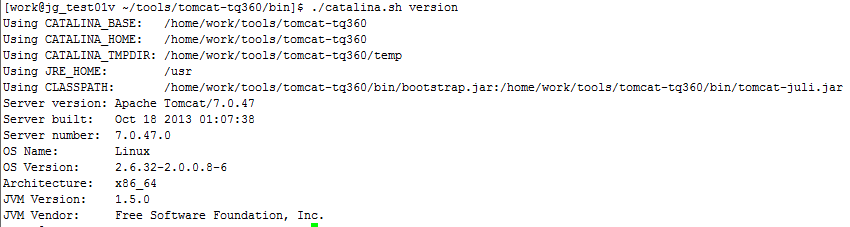 [work@jg_test01v ~/tools/tomcat-tq360/bin]$ ./catalina.sh version
Using CATALINA_BASE:   /home/work/tools/tomcat-tq360
Using CATALINA_HOME:   /home/work/tools/tomcat-tq360
Using CATALINA_TMPDIR: /home/work/tools/tomcat-tq360/temp
Using JRE_HOME:        /usr
Using CLASSPATH:       /home/work/tools/tomcat-tq360/bin/bootstrap.jar:/home/work/tools/tomcat-tq360/bin/tomcat-juli.jar
Server version: Apache Tomcat/7.0.47
Server built:   Oct 18 2013 01:07:38
Server number:  7.0.47.0
OS Name:        Linux
OS Version:     2.6.32-2.0.0.8-6
Architecture:   x86_64
JVM Version:    1.5.0
JVM Vendor:     Free Software Foundation, Inc.